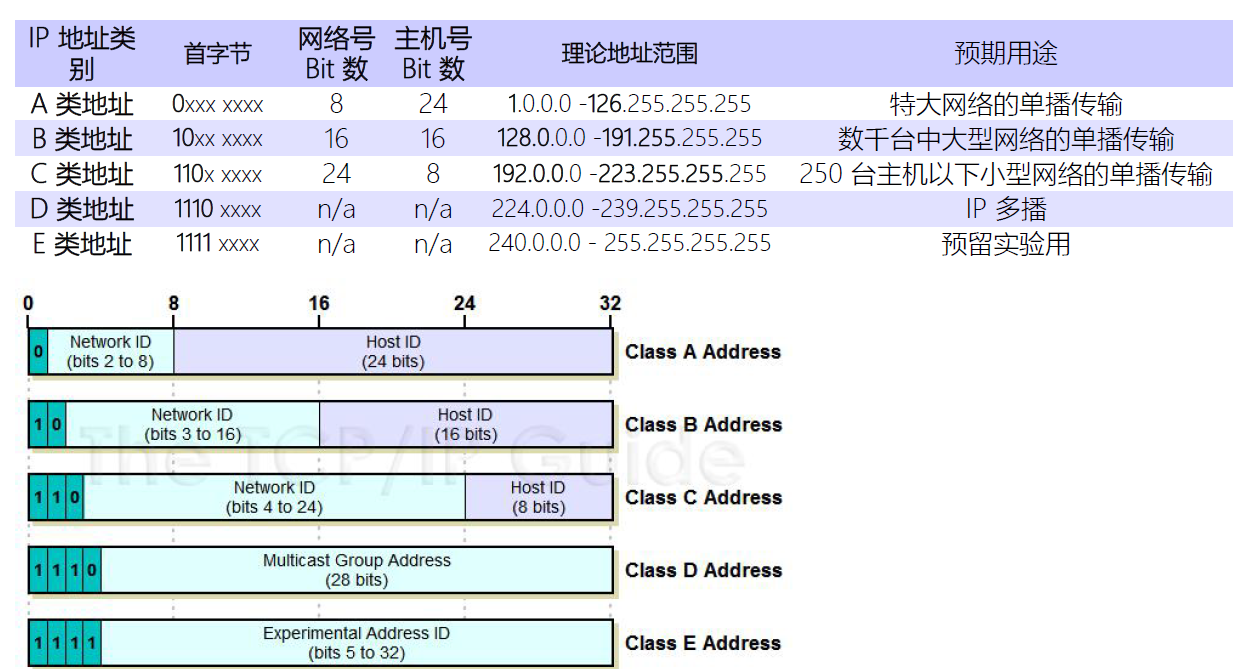 IP 地址类别 首字节 网络号 Bit 数 主机号 Bit 数 理论地址范围 预期用途
A 类地址 0xxx xxxx 8 24 1.0.0.0 -126.255.255.255 特大网络的单播传输
B 类地址 10xx xxxx 16 16 128.0.0.0 -191.255.255.255 数千台中大型网络的单播传输
C 类地址 110x xxxx 24 8 192.0.0.0 -223.255.255.255 250 台主机以下小型网络的单播传输
D 类地址 1110 xxxx n/a n/a 224.0.0.0 -239.255.255.255 IP 多播
E 类地址 1111 xxxx n/a n/a 240.0.0.0 - 255.255.255.255 预留实验用
0 8 16 24 32
0 Network ID (bits 2 to 8) Host ID (24 bits) Class A Address
1 0 Network ID (bits 3 to 16) Host ID (16 bits) Class B Address
The TCP/IP Guide
1 1 0 Network ID (bits 4 to 24) Host ID (8 bits) Class C Address
1 1 1 0 Multicast Group Address (28 bits) Class D Address
1 1 1 1 Experimental Address ID (bits 5 to 32) Class E Address